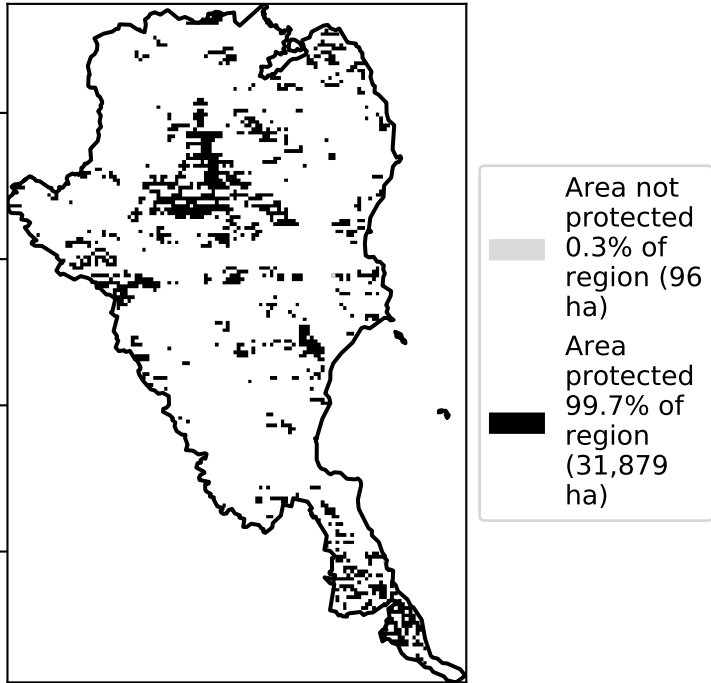 Area not
protected
0.3% of
region (96
ha)
Area
protected
99.7% of
region
(31,879
ha)